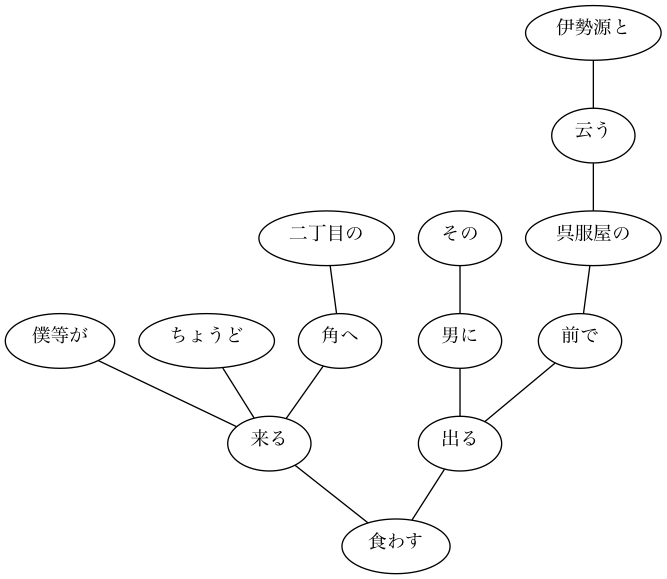 伊勢源と
云う
二丁目の
その
呉服屋の
僕等が
ちょうど
角へ
男に
前で
来る
出る
食わす